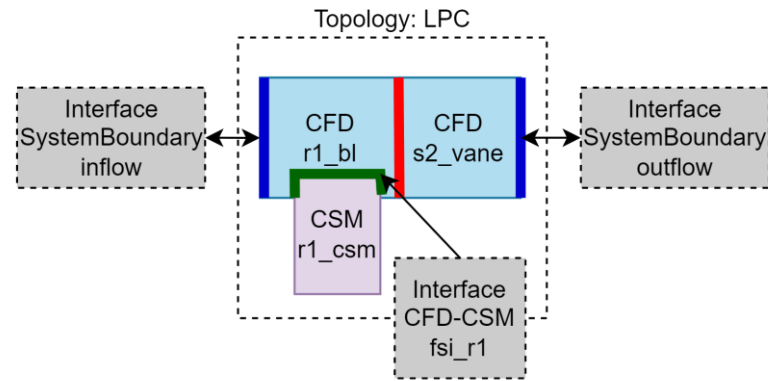 Topology: LPC
Interface
SystemBoundary
inflow
CFD
r1_bl
CFD
s2_vane
Interface
SystemBoundary
outflow
CSM
r1_csm
Interface
CFD-CSM
fsi_r1